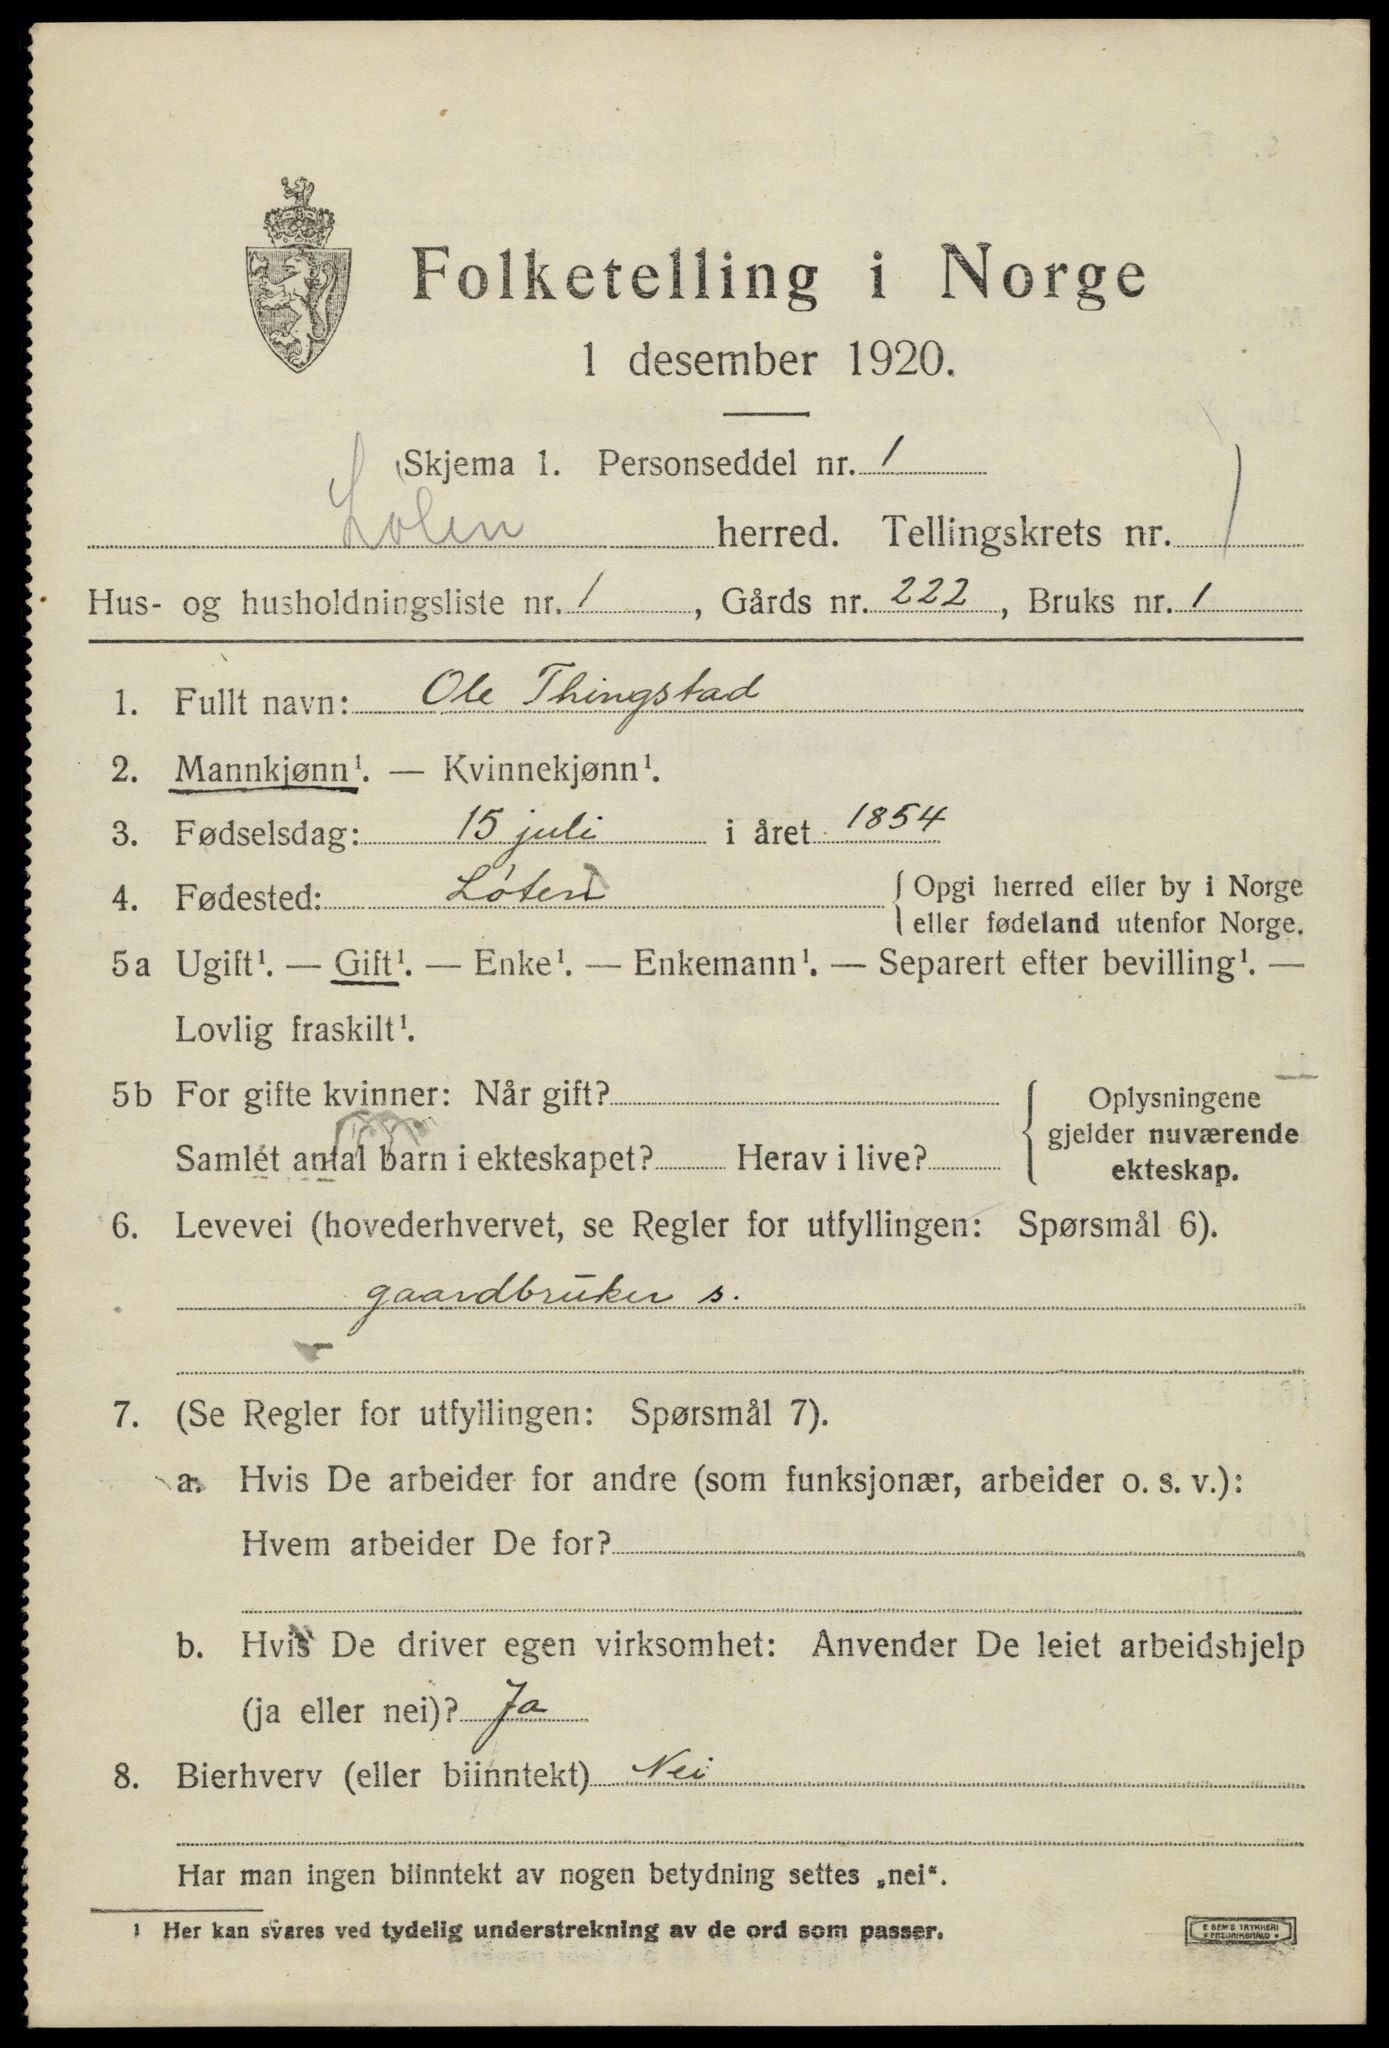 Folketelling i Norge
1 desember 1920.
Skjema 1. Personseddel nr. 1
Løten herred. Tellingskrets nr. 1
Hus- og husholdningsliste nr. 1, Gårds nr. 222, Bruks nr. 1
1. Fullt navn: Ole Thingstad
2. Mannkjønn¹. — Kvinnekjønn¹.
3. Fødselsdag: 15 juli i året 1854
4. Fødested: Løten { Opgi herred eller by i Norge
eller fødeland utenfor Norge.
5a Ugift¹. — Gift¹. — Enke¹. — Enkemann¹. — Separert efter bevilling¹. —
Lovlig fraskilt¹.
5b For gifte kvinner: Når gift?
Samlet antal barn i ekteskapet? Herav i live?
Oplysningene
gjelder nuværende
ekteskap.
6. Levevei (hovederhvervet, se Regler for utfyllingen: Spørsmål 6).
gaardbruker s.
7. (Se Regler for utfyllingen: Spørsmål 7).
a. Hvis De arbeider for andre (som funksjonær, arbeider o. s. v.):
Hvem arbeider De for?
b. Hvis De driver egen virksomhet: Anvender De leiet arbeidshjelp
(ja eller nei)? Ja
8. Bierhverv (eller biinntekt) Nei
Har man ingen biinntekt av nogen betydning settes „nei“.
¹ Her kan svares ved tydelig understrekning av de ord som passer.
E SEM'S TRYKKERI
FREDRIKSHALD